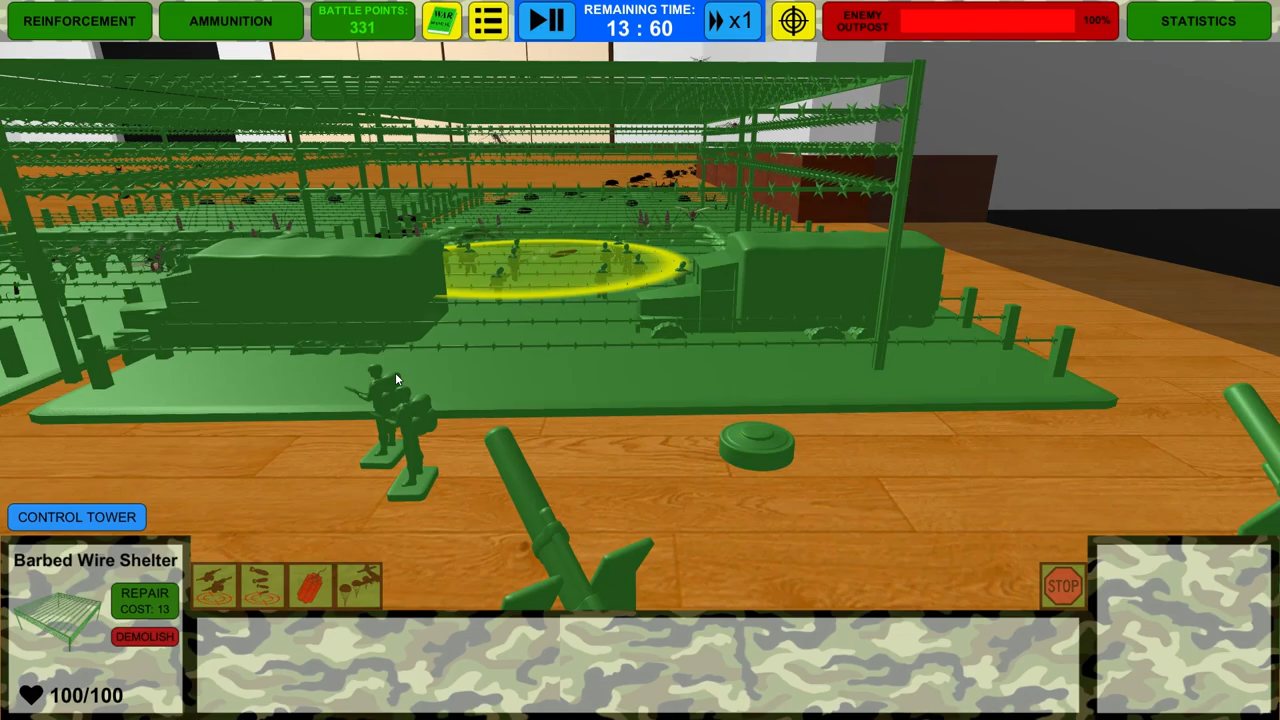 REINFORCEMENT
AMMUNITION
BATTLE POINTS:
331
WAR
REMAINING TIME:
13 : 60
x1
ENEMY
OUTPOST
100%
STATISTICS
CONTROL TOWER
Barbed Wire Shelter
REPAIR
COST: 13
DEMOLISH
100/100
STOP